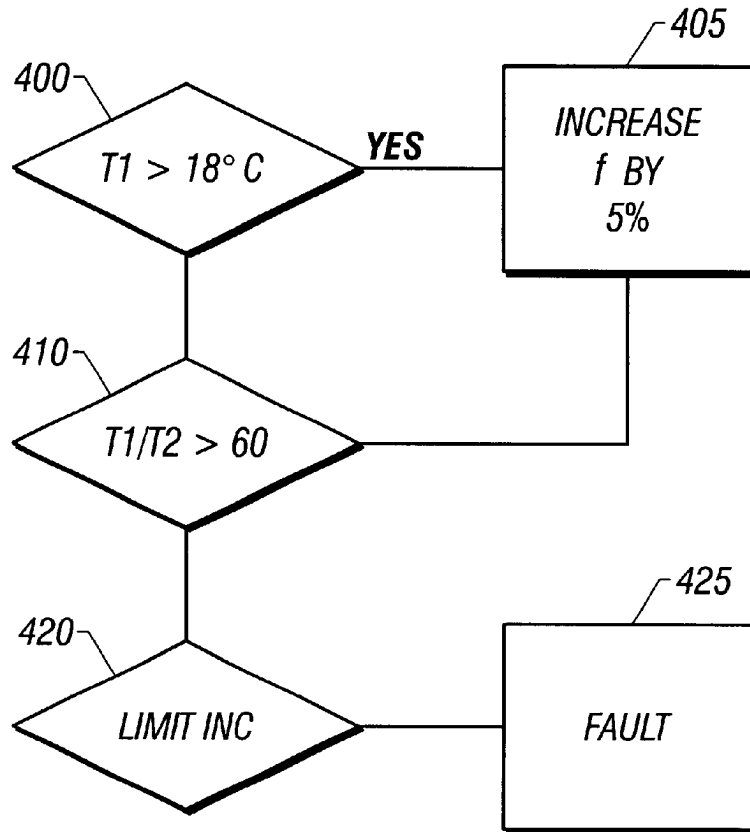 405
400
T1 > 18° C
YES
INCREASE
f BY
5%
410
T1/T2 > 60
425
420
LIMIT INC
FAULT